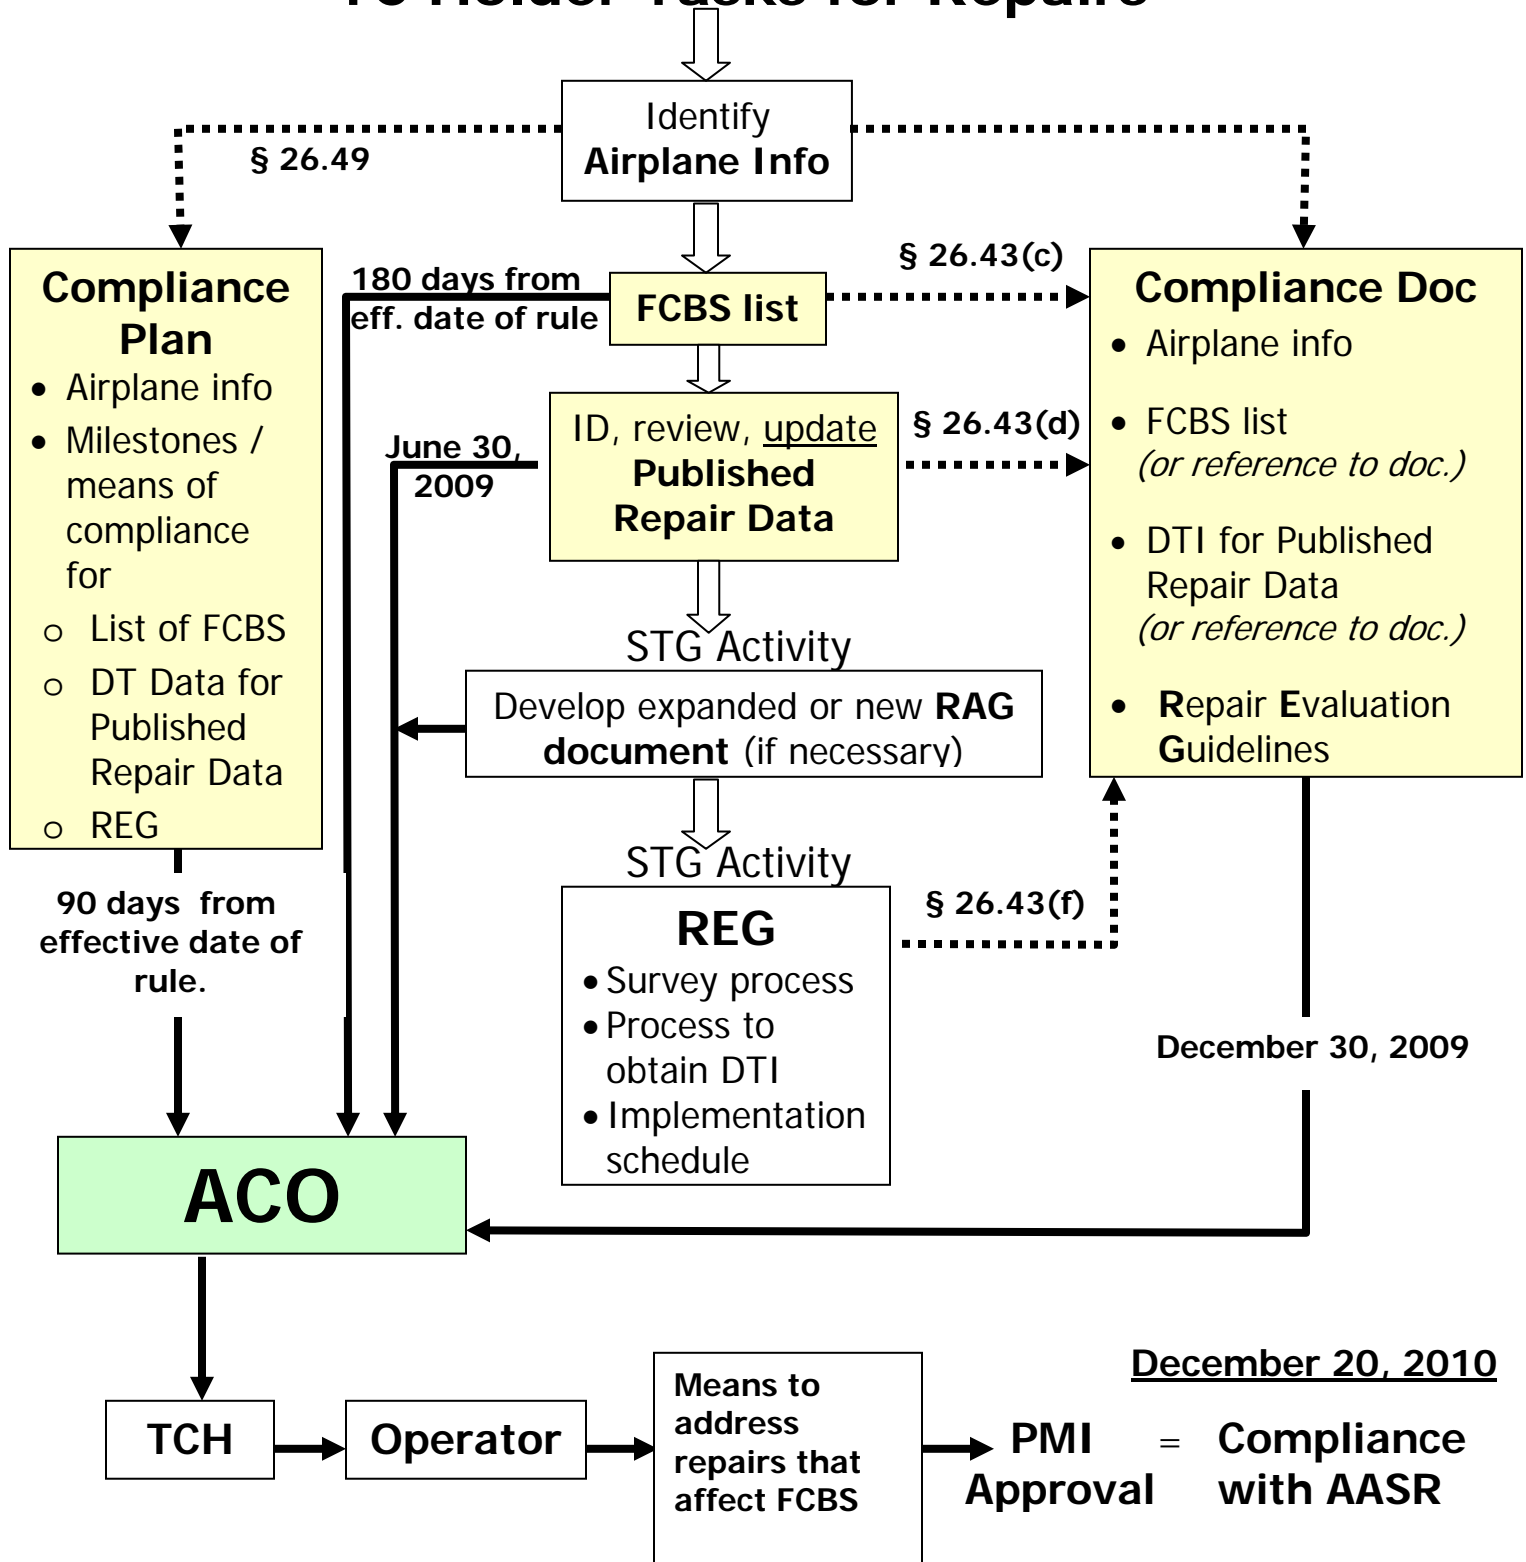 TC Holder Tasks for Repairs
Identify
Airplane Info
§ 26.49
Compliance
Plan
• Airplane info
• Milestones /
means of
compliance
for
o List of FCBS
o DT Data for
Published
Repair Data
o REG
180 days from
eff. date of rule
FCBS list
§ 26.43(c)
June 30,
2009
ID, review, update
Published
Repair Data
§ 26.43(d)
Compliance Doc
• Airplane info
• FCBS list
(or reference to doc.)
• DTI for Published
Repair Data
(or reference to doc.)
• Repair Evaluation
Guidelines
STG Activity
Develop expanded or new RAG
document (if necessary)
STG Activity
REG
• Survey process
• Process to
obtain DTI
• Implementation
schedule
§ 26.43(f)
90 days from
effective date of
rule.
December 30, 2009
ACO
TCH
Operator
Means to
address
repairs that
affect FCBS
December 20, 2010
PMI = Compliance
Approval with AASR